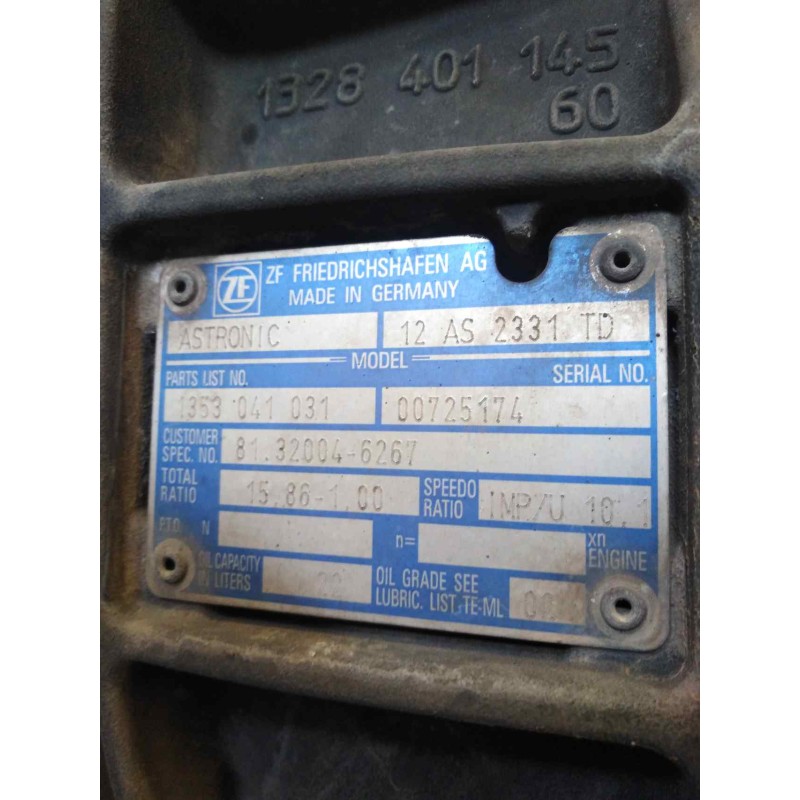 1328 401 145
60
ZF
ZF FRIEDRICHSHAFEN AG
MADE IN GERMANY
ASTRONIC 12 AS 2331 TD
MODEL
PARTS LIST NO. SERIAL NO.
1353 041 031 00725174
CUSTOMER SPEC. NO. 81.32004-6267
TOTAL RATIO 15.86-1.00 SPEEDO RATIO IMP/U 10.1
PTO N n= xn ENGINE
OIL CAPACITY IN LITERS 22 OIL GRADE SEE LUBRIC. LIST TE-ML